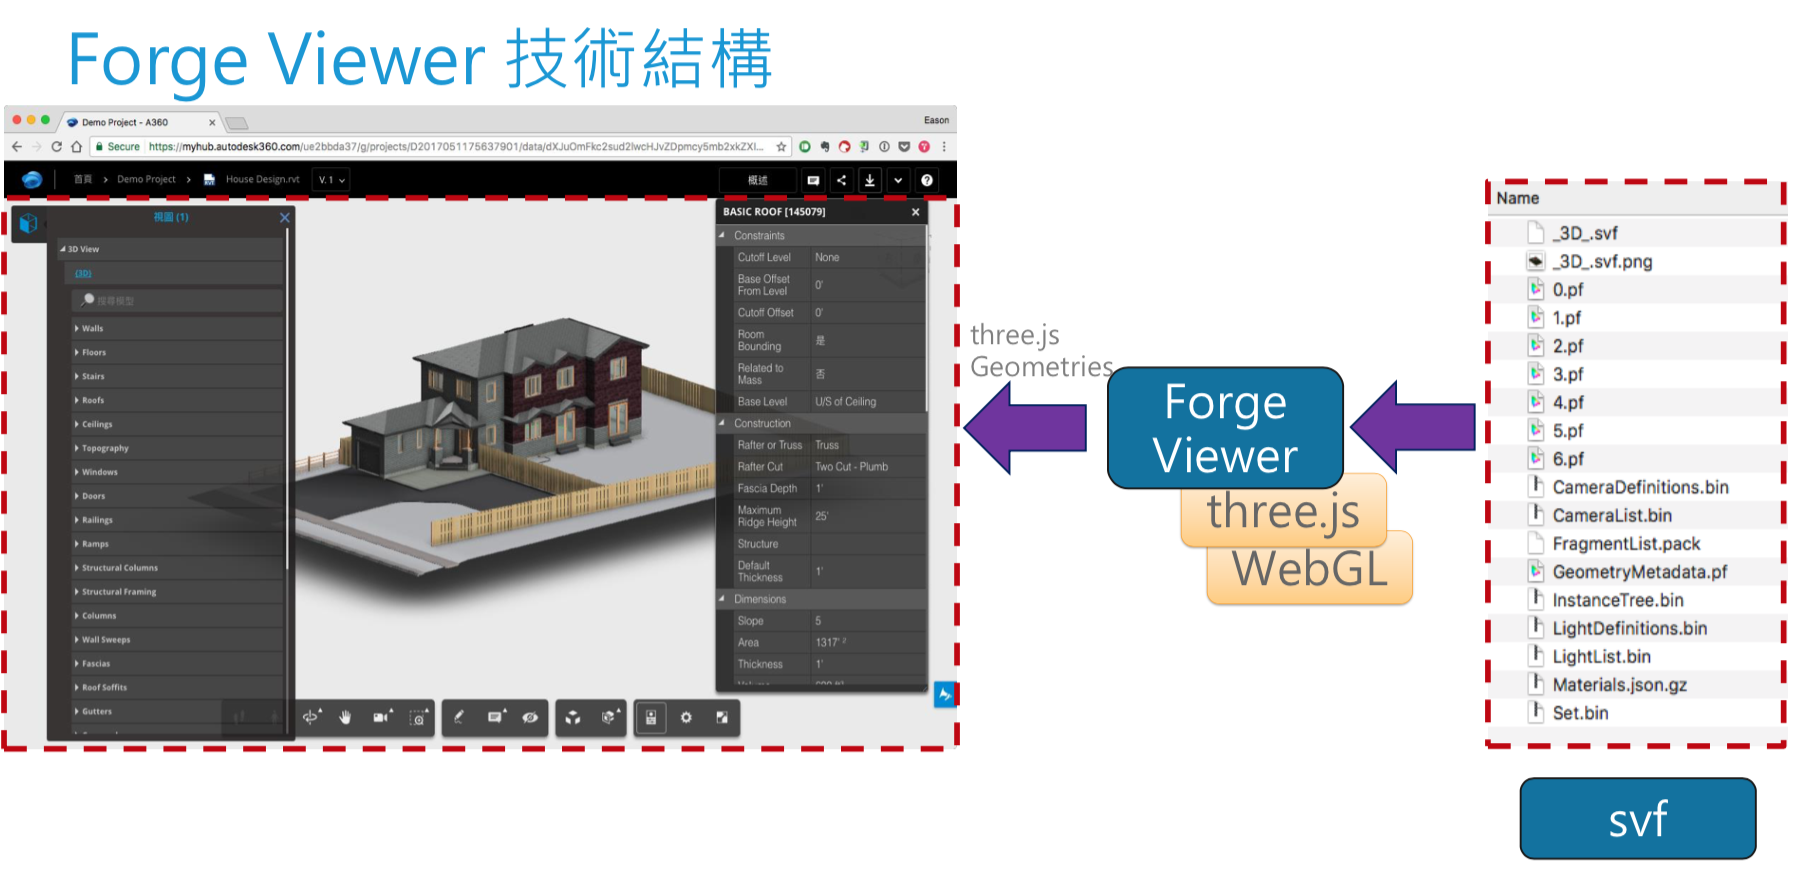 Forge Viewer 技術結構
Demo Project - A360
Eason
Secure https://myhub.autodesk360.com/ue2bbda37/g/projects/D2017051175637901/data/dXJuOmFkc2sud2lwcHJvZDpmcy5mb2xkZXI...
首頁 > Demo Project > House Design.rvt V. 1
概述
視圖 (1)
3D View
{3D}
搜尋模型
Walls
Floors
Stairs
Roofs
Ceilings
Topography
Windows
Doors
Railings
Ramps
Structural Columns
Structural Framing
Columns
Wall Sweeps
Fascias
Roof Soffits
Gutters
BASIC ROOF [145079]
Constraints
Cutoff Level None
Base Offset From Level 0'
Cutoff Offset 0'
Room Bounding 是
Related to Mass 否
Base Level U/S of Ceiling
Construction
Rafter or Truss Truss
Rafter Cut Two Cut - Plumb
Fascia Depth 1'
Maximum Ridge Height 25'
Structure
Default Thickness 1'
Dimensions
Slope 5
Area 1317'
Thickness 1'
three.js
Geometries
Forge
Viewer
three.js
WebGL
Name
_3D_.svf
_3D_.svf.png
0.pf
1.pf
2.pf
3.pf
4.pf
5.pf
6.pf
CameraDefinitions.bin
CameraList.bin
FragmentList.pack
GeometryMetadata.pf
InstanceTree.bin
LightDefinitions.bin
LightList.bin
Materials.json.gz
Set.bin
svf